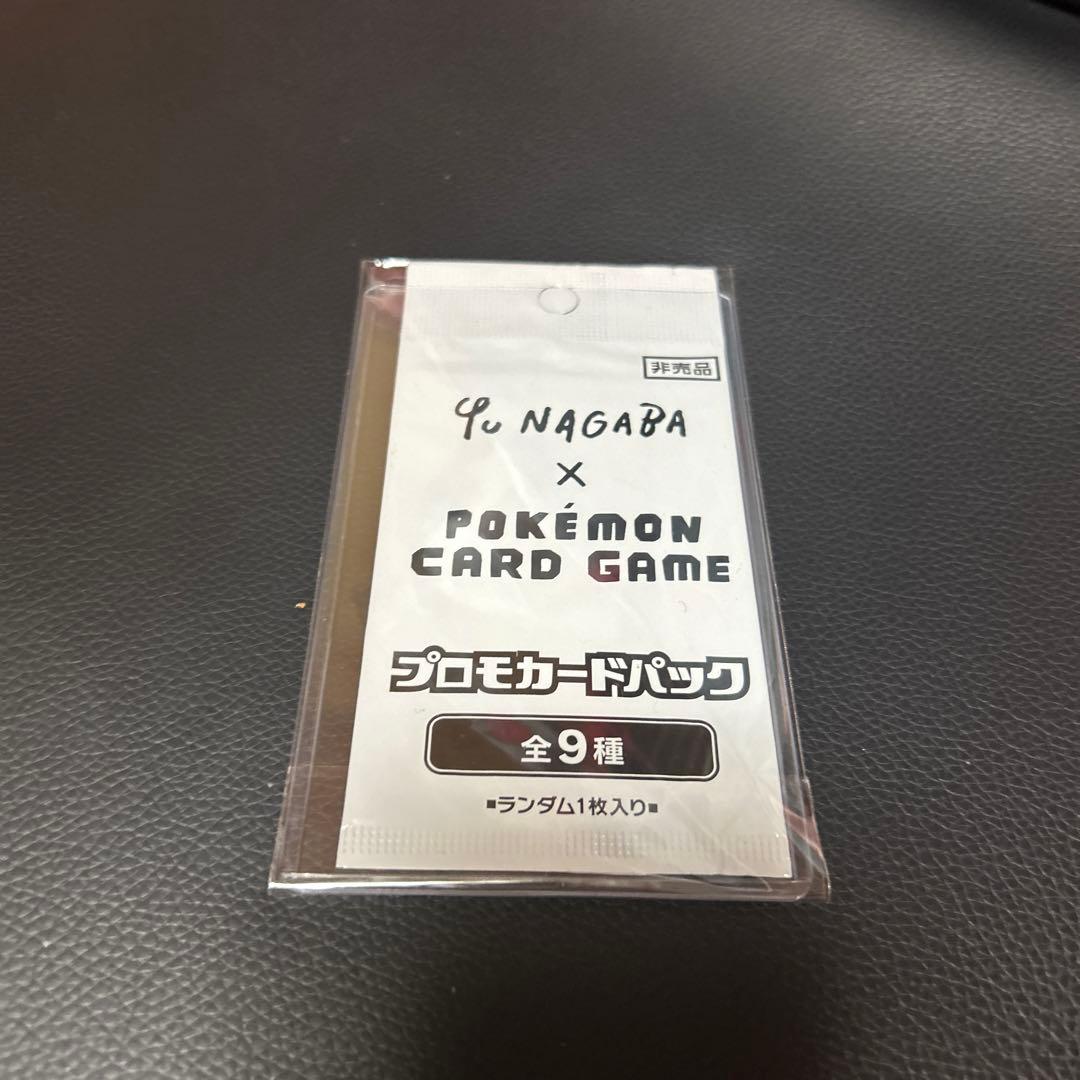 非売品
Yu NAGABA
×
POKÉMON
CARD GAME
プロモカードパック
全9種
■ランダム1枚入り■